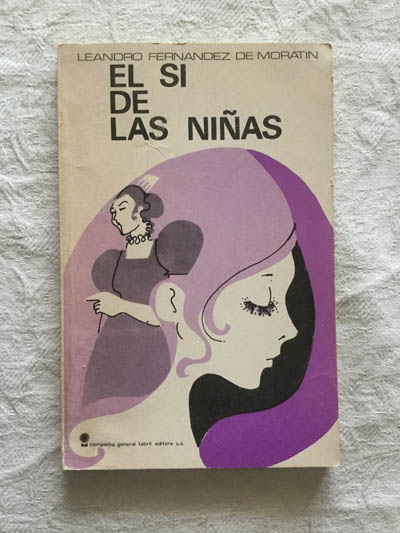 LEANDRO FERNANDEZ DE MORATIN
EL SI
DE
LAS NIÑAS
compañía general fabril editora s.a.